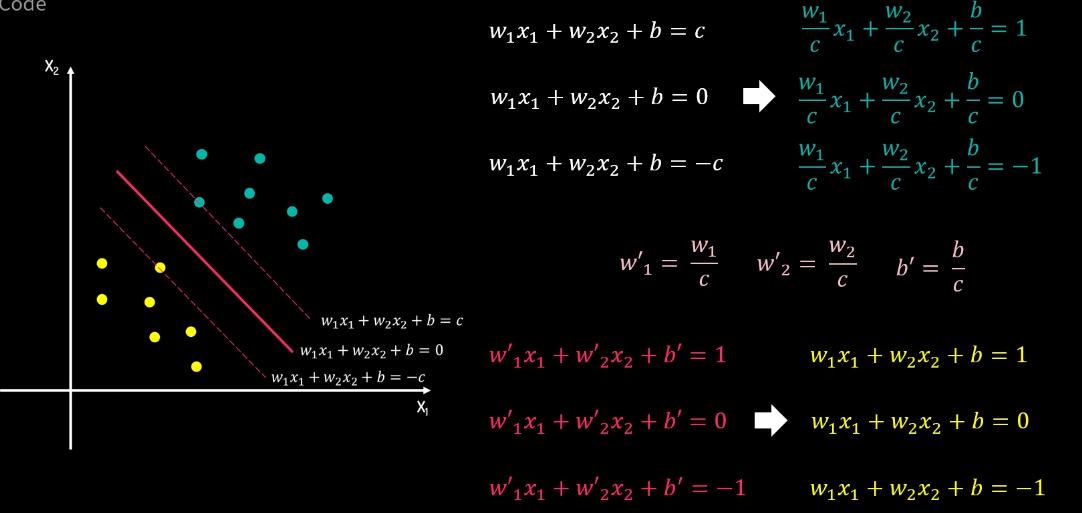 Code
w₁x₁ + w₂x₂ + b = c
w₁x₁ + w₂x₂ + b = 0
w₁x₁ + w₂x₂ + b = −c
w₁/c x₁ + w₂/c x₂ + b/c = 1
w₁/c x₁ + w₂/c x₂ + b/c = 0
w₁/c x₁ + w₂/c x₂ + b/c = −1
X₂
w₁x₁ + w₂x₂ + b = c
w₁x₁ + w₂x₂ + b = 0
w₁x₁ + w₂x₂ + b = −c
X₁
w'₁ = w₁/c w'₂ = w₂/c b' = b/c
w'₁x₁ + w'₂x₂ + b' = 1
w'₁x₁ + w'₂x₂ + b' = 0
w'₁x₁ + w'₂x₂ + b' = −1
w₁x₁ + w₂x₂ + b = 1
w₁x₁ + w₂x₂ + b = 0
w₁x₁ + w₂x₂ + b = −1